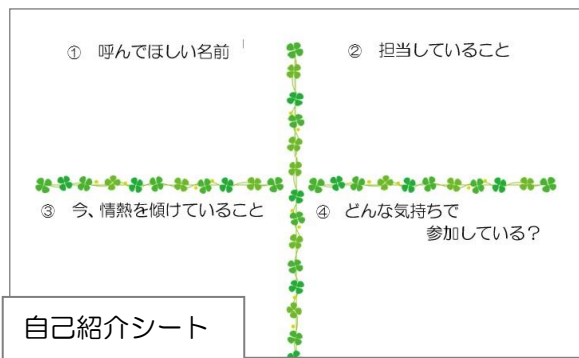 ① 呼んでほしい名前
② 担当していること
③ 今、情熱を傾けていること
④ どんな気持ちで
参加している?
自己紹介シート